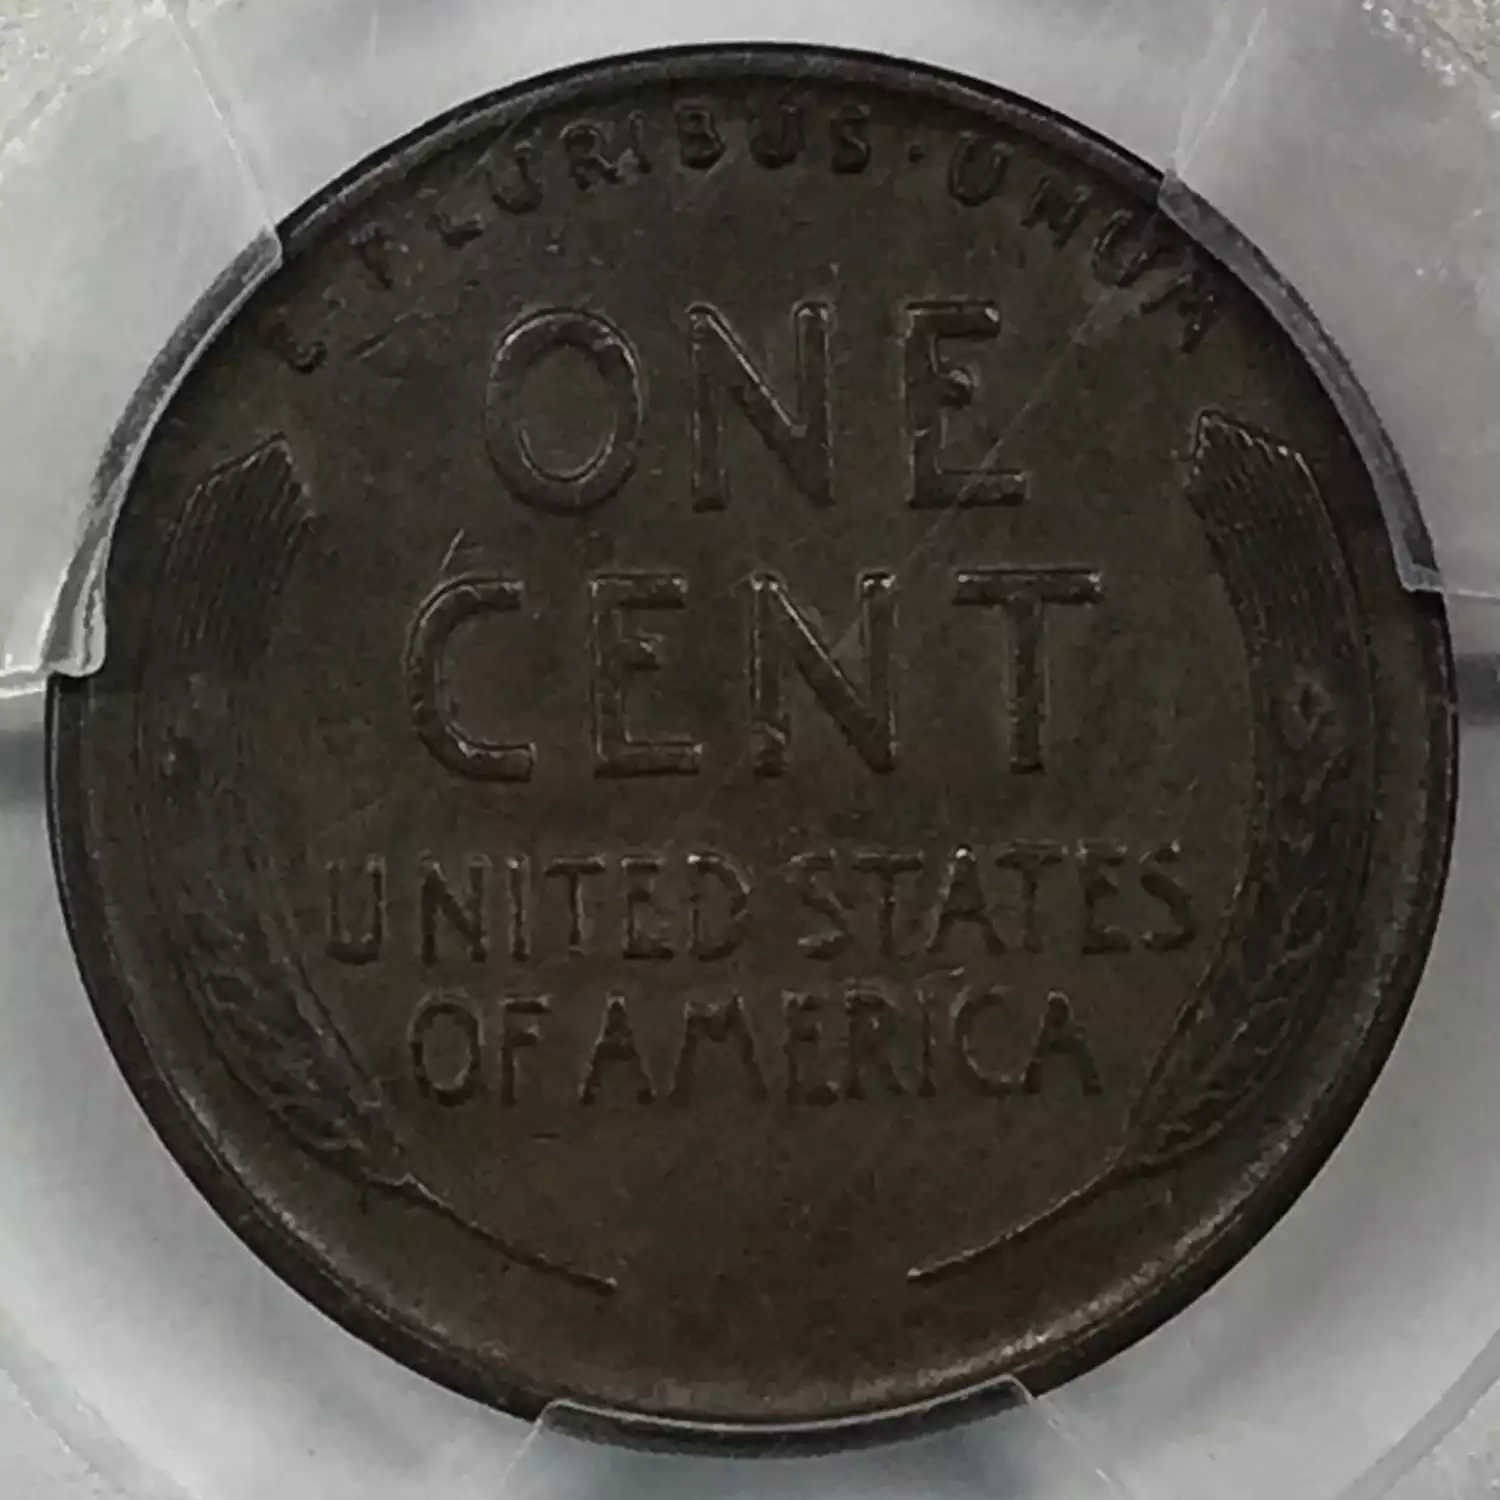 E · PLURIBUS · UNUM
ONE
CENT
UNITED STATES
OF AMERICA